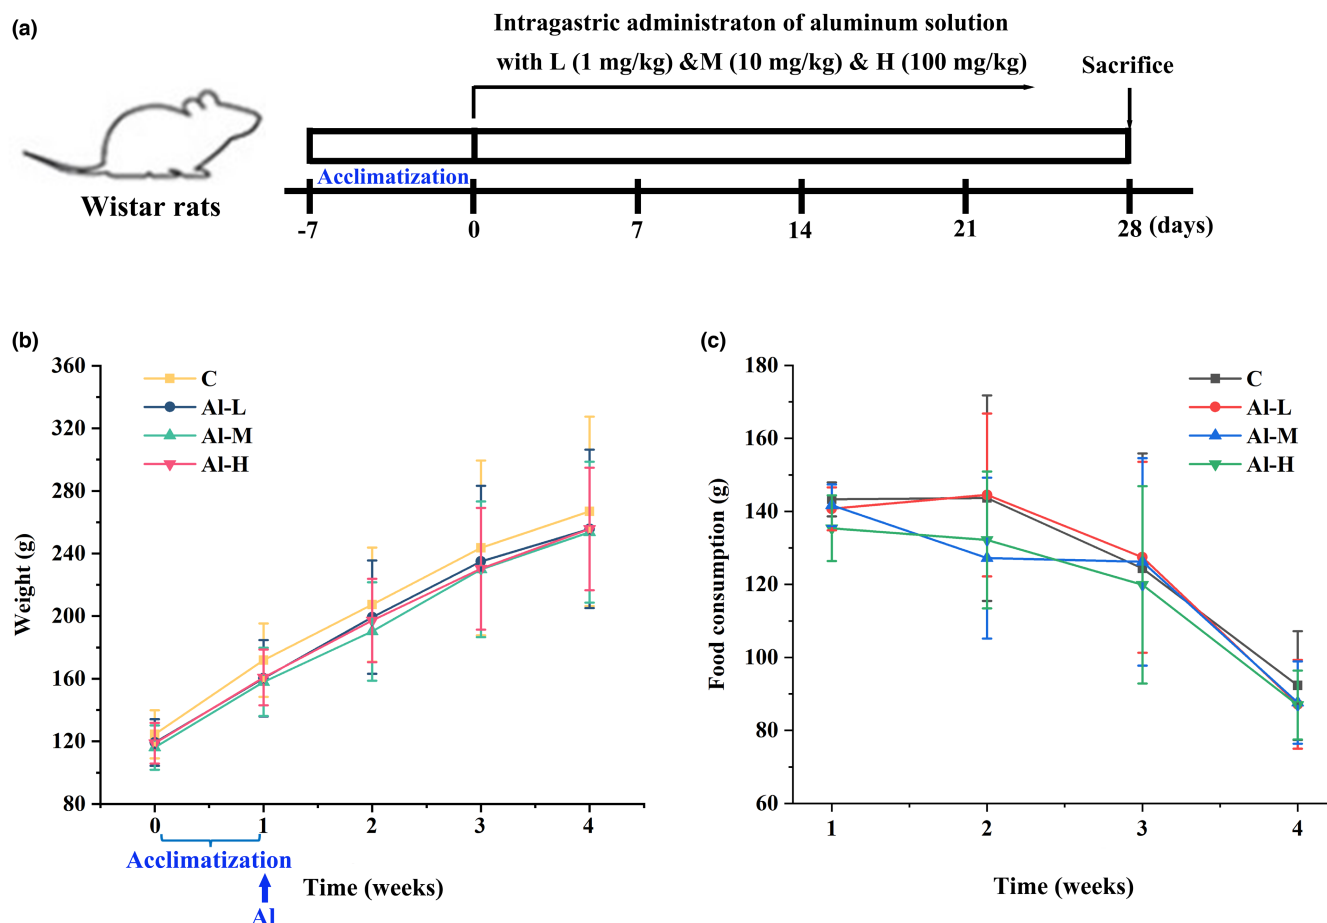 (a)
Intragastric administraton of aluminum solution
with L (1 mg/kg) &M (10 mg/kg) & H (100 mg/kg)
Sacrifice
Acclimatization
Wistar rats
-7 0 7 14 21 28 (days)
(b)
360
320
280
240
200
160
120
80
Weight (g)
C
Al-L
Al-M
Al-H
0 1 2 3 4
Acclimatization
Time (weeks)
Al
(c)
180
160
140
120
100
80
60
Food consumption (g)
C
Al-L
Al-M
Al-H
1 2 3 4
Time (weeks)